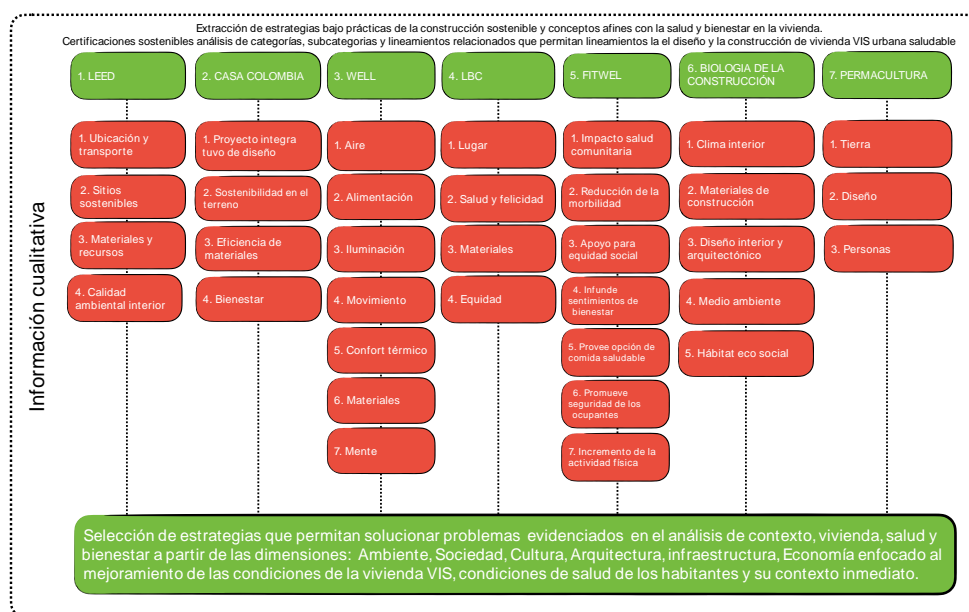 Extracción de estrategias bajo prácticas de la construcción sostenible y conceptos afines con la salud y bienestar en la vivienda.
Certificaciones sostenibles análisis de categorías, subcategorias y lineamientos relacionados que permitan lineamientos la el diseño y la construcción de vivienda VIS urbana saludable
Información cualitativa
1. LEED
1. Ubicación y
transporte
2. Sitios
sostenibles
3. Materiales y
recursos
4. Calidad
ambiental interior
2. CASA COLOMBIA
1. Proyecto integra
tuvo de diseño
2. Sostenibilidad en el
terreno
3. Eficiencia de
materiales
4. Bienestar
3. WELL
1. Aire
2. Alimentación
3. Iluminación
4. Movimiento
5. Confort térmico
6. Materiales
7. Mente
4. LBC
1. Lugar
2. Salud y felicidad
3. Materiales
4. Equidad
5. FITWEL
1. Impacto salud
comunitaria
2. Reducción de la
morbilidad
3. Apoyo para
equidad social
4. Infunde
sentimientos de
bienestar
5. Provee opción de
comida saludable
6. Promueve
seguridad de los
ocupantes
7. Incremento de la
actividad física
6. BIOLOGIA DE LA
CONSTRUCCIÓN
1. Clima interior
2. Materiales de
construcción
3. Diseño interior y
arquitectónico
4. Medio ambiente
5. Hábitat eco social
7. PERMACULTURA
1. Tierra
2. Diseño
3. Personas
Selección de estrategias que permitan solucionar problemas evidenciados en el análisis de contexto, vivienda, salud y
bienestar a partir de las dimensiones: Ambiente, Sociedad, Cultura, Arquitectura, infraestructura, Economía enfocado al
mejoramiento de las condiciones de la vivienda VIS, condiciones de salud de los habitantes y su contexto inmediato.